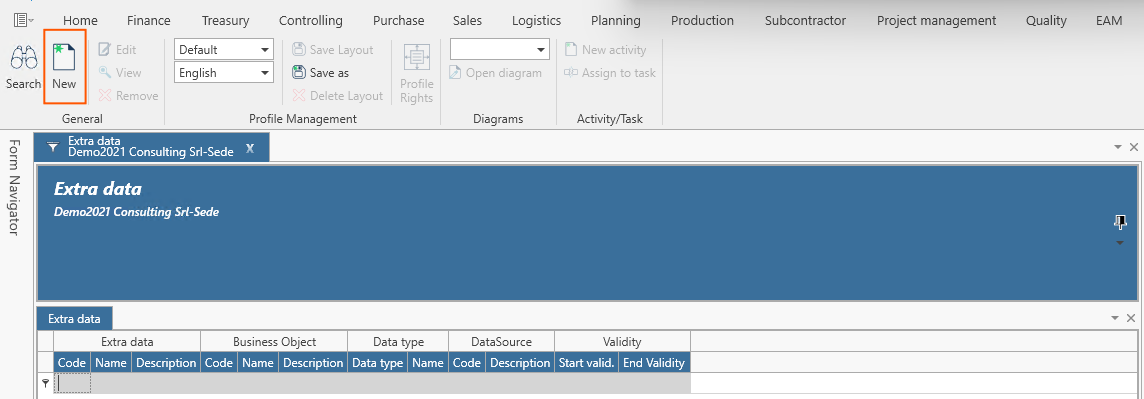 Home Finance Treasury Controlling Purchase Sales Logistics Planning Production Subcontractor Project management Quality EAM
Search
New
Edit
View
Remove
General
Default
English
Save Layout
Save as
Delete Layout
Profile
Rights
Profile Management
Open diagram
Diagrams
New activity
Assign to task
Activity/Task
Form Navigator
Extra data
Demo2021 Consulting Srl-Sede X
Extra data
Demo2021 Consulting Srl-Sede
Extra data
Extra data Business Object Data type DataSource Validity
Code Name Description Code Name Description Data type Name Code Description Start valid. End Validity